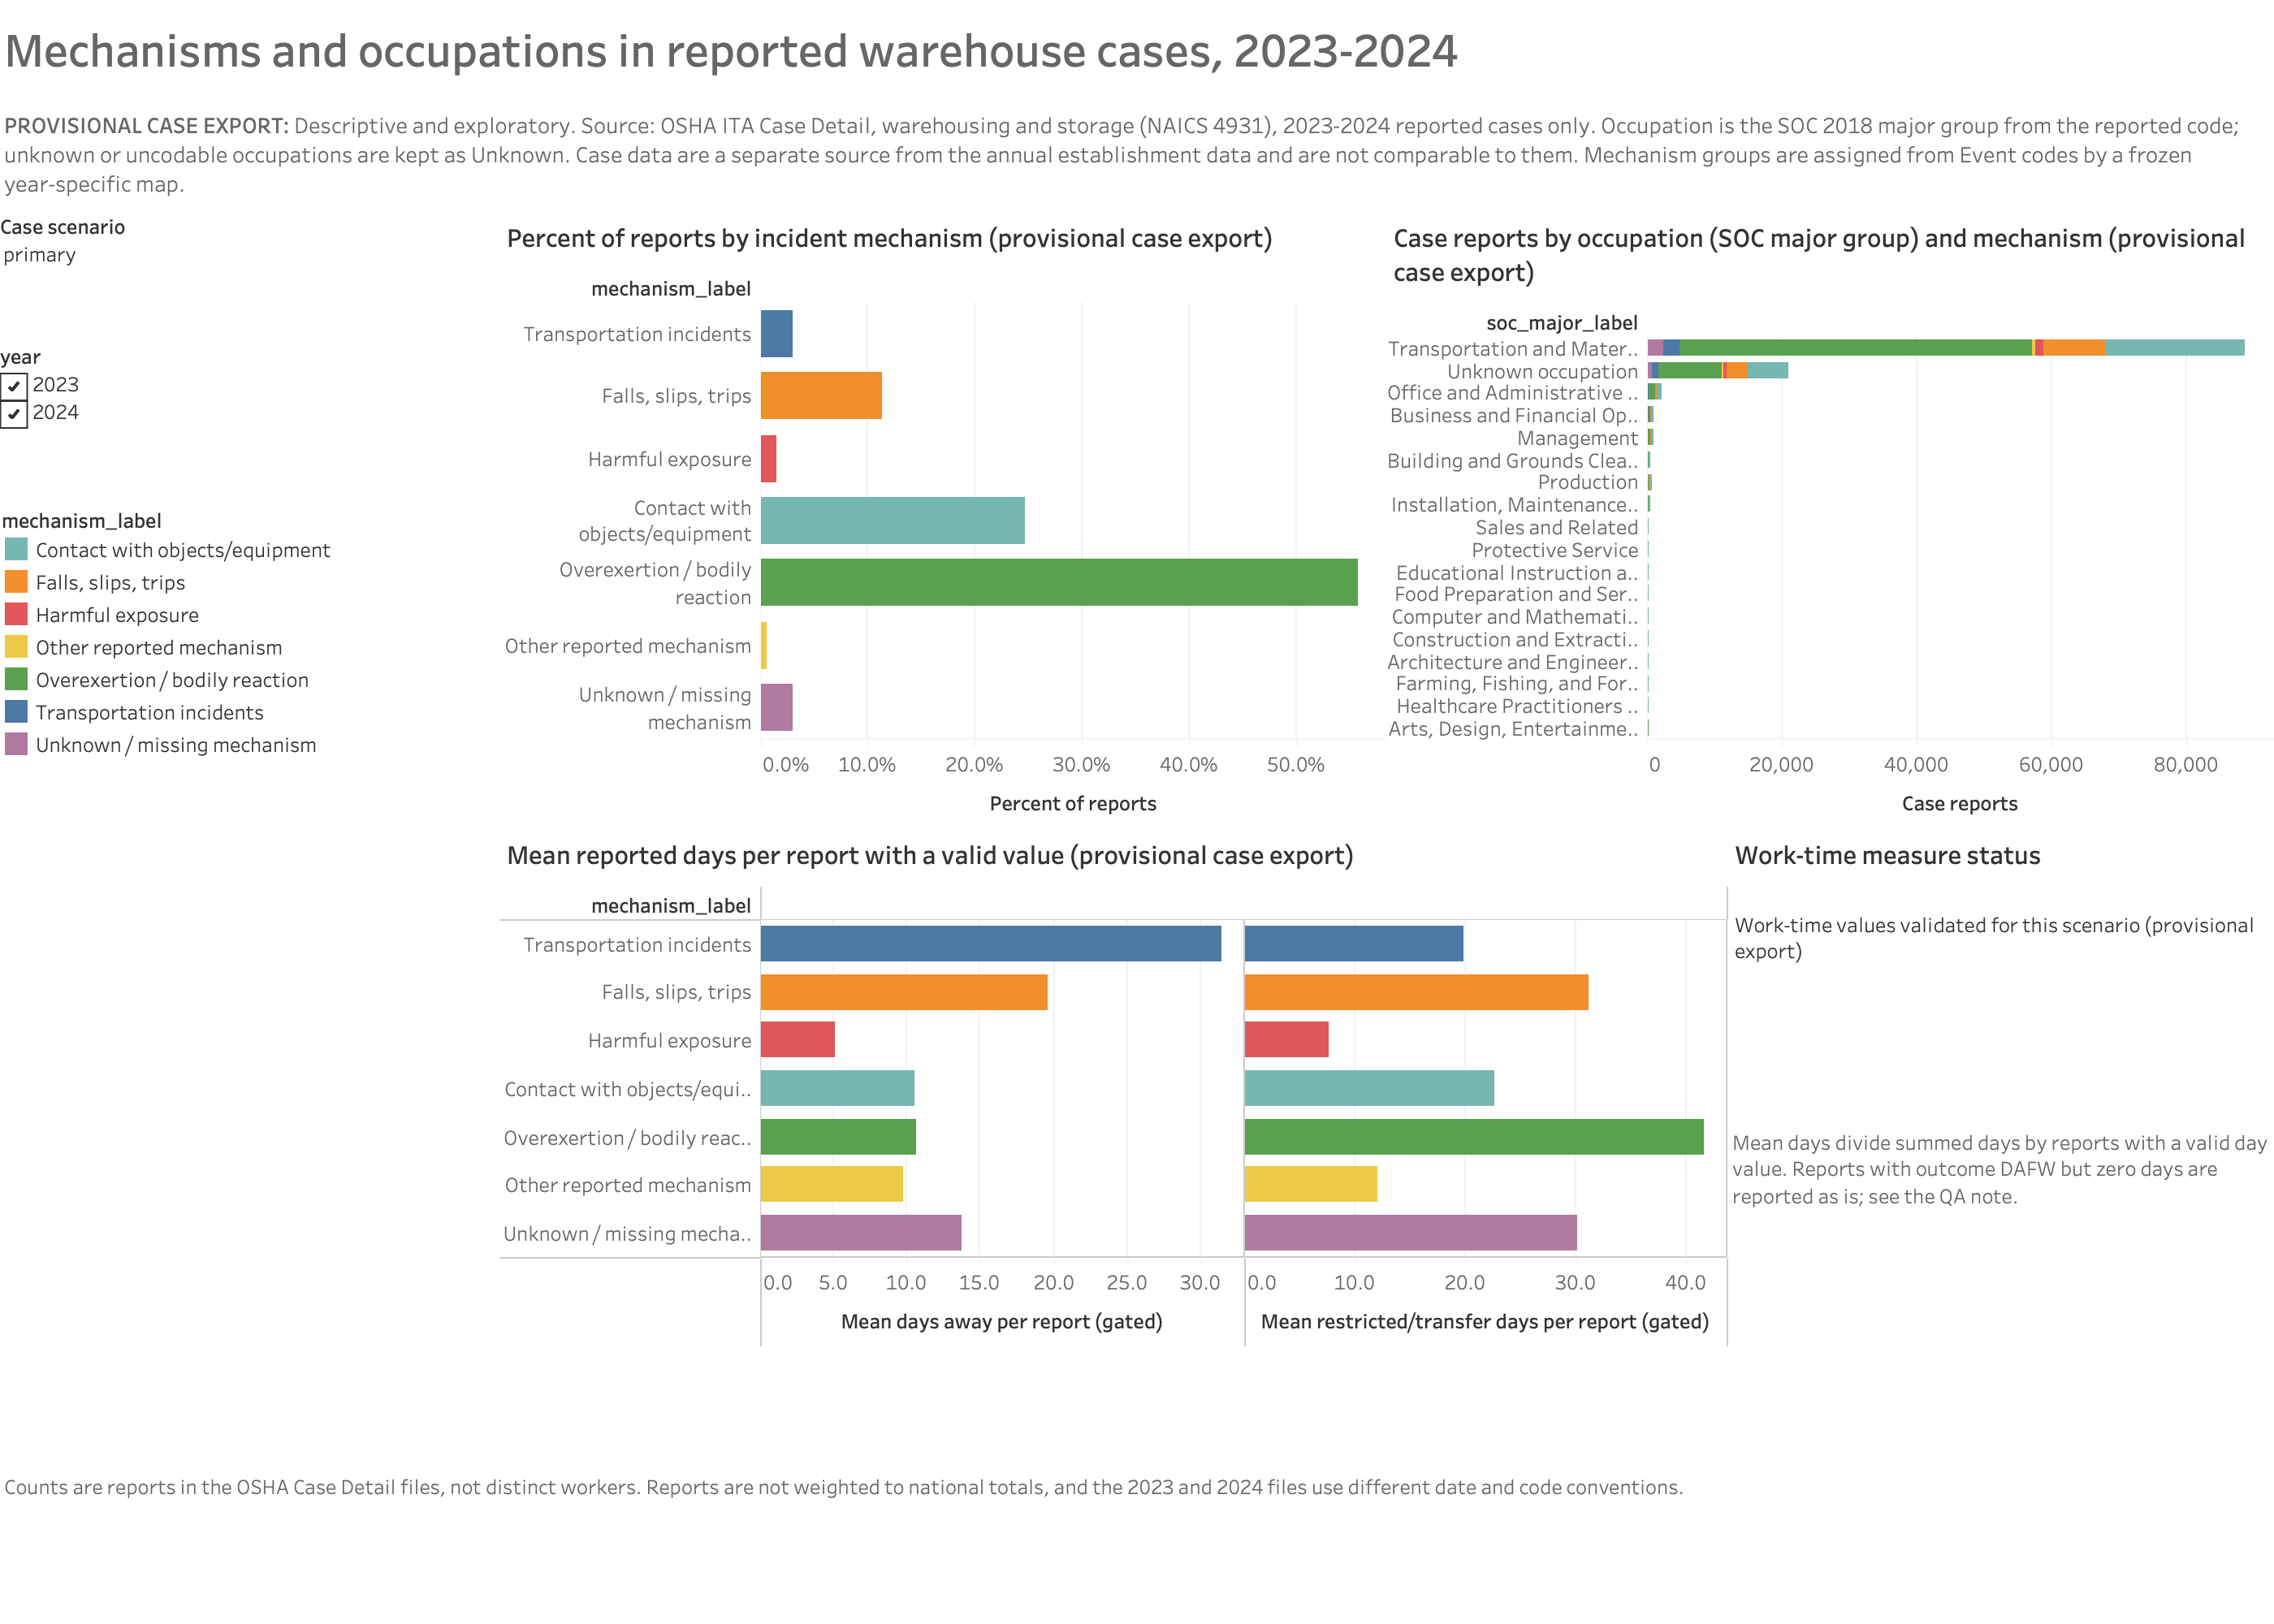 Mechanisms and occupations in reported warehouse cases, 2023-2024
PROVISIONAL CASE EXPORT: Descriptive and exploratory. Source: OSHA ITA Case Detail, warehousing and storage (NAICS 4931), 2023-2024 reported cases only. Occupation is the SOC 2018 major group from the reported code;
unknown or uncodable occupations are kept as Unknown. Case data are a separate source from the annual establishment data and are not comparable to them. Mechanism groups are assigned from Event codes by a frozen
year-specific map.
Case scenario
primary
year
2023
2024
mechanism_label
Contact with objects/equipment
Falls, slips, trips
Harmful exposure
Other reported mechanism
Overexertion / bodily reaction
Transportation incidents
Unknown / missing mechanism
Percent of reports by incident mechanism (provisional case export)
mechanism_label
Transportation incidents
Falls, slips, trips
Harmful exposure
Contact with
objects/equipment
Overexertion / bodily
reaction
Other reported mechanism
Unknown / missing
mechanism
0.0% 10.0% 20.0% 30.0% 40.0% 50.0%
Percent of reports
Case reports by occupation (SOC major group) and mechanism (provisional
case export)
soc_major_label
Transportation and Mater..
Unknown occupation
Office and Administrative ..
Business and Financial Op..
Management
Building and Grounds Clea..
Production
Installation, Maintenance..
Sales and Related
Protective Service
Educational Instruction a..
Food Preparation and Ser..
Computer and Mathemati..
Construction and Extracti..
Architecture and Engineer..
Farming, Fishing, and For..
Healthcare Practitioners ..
Arts, Design, Entertainme..
0 20,000 40,000 60,000 80,000
Case reports
Mean reported days per report with a valid value (provisional case export)
mechanism_label
Transportation incidents
Falls, slips, trips
Harmful exposure
Contact with objects/equi..
Overexertion / bodily reac..
Other reported mechanism
Unknown / missing mecha..
0.0 5.0 10.0 15.0 20.0 25.0 30.0
Mean days away per report (gated)
0.0 10.0 20.0 30.0 40.0
Mean restricted/transfer days per report (gated)
Work-time measure status
Work-time values validated for this scenario (provisional
export)
Mean days divide summed days by reports with a valid day
value. Reports with outcome DAFW but zero days are
reported as is; see the QA note.
Counts are reports in the OSHA Case Detail files, not distinct workers. Reports are not weighted to national totals, and the 2023 and 2024 files use different date and code conventions.